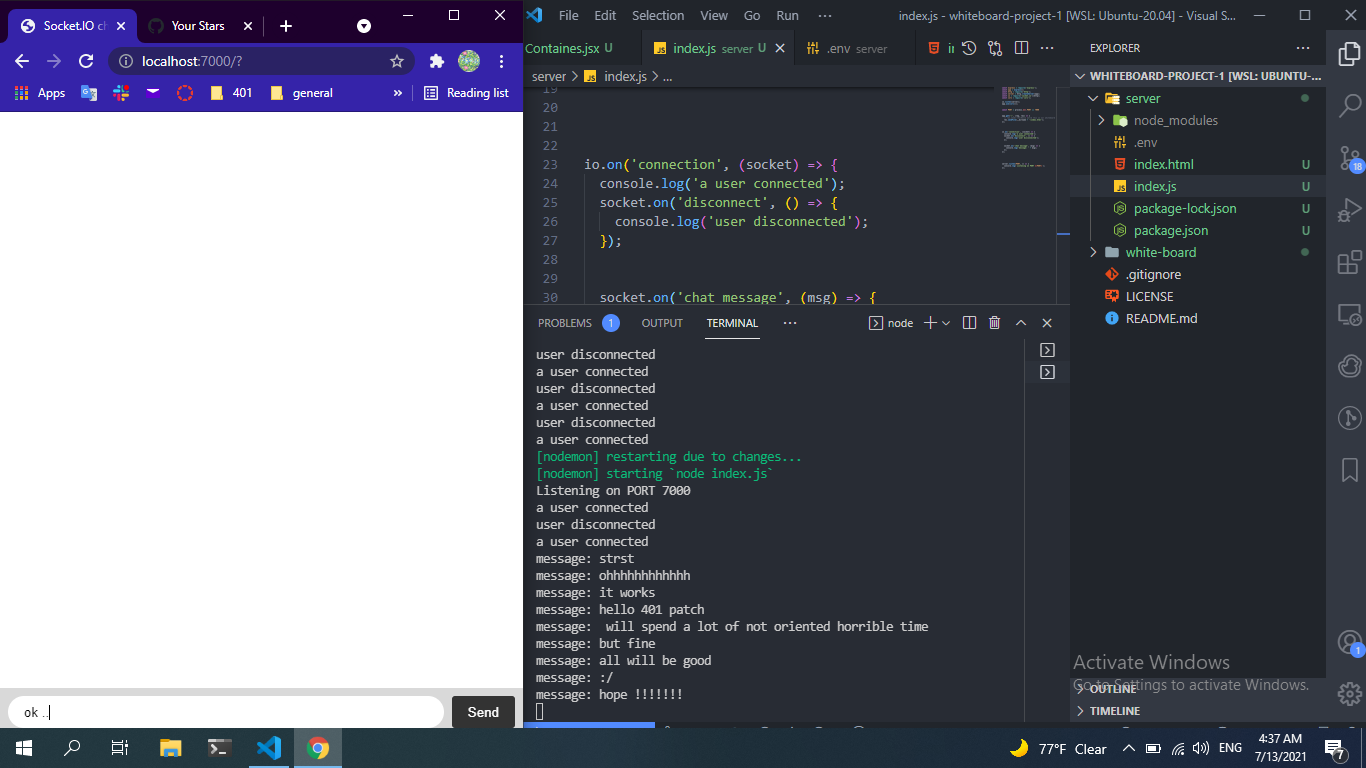 Socket.IO ch
Your Stars
localhost:7000/?
Apps
401
general
»
Reading list
ok ..
Send
File Edit Selection View Go Run ···
index.js - whiteboard-project-1 [WSL: Ubuntu-20.04] - Visual S...
Containes.jsx U
index.js server U
.env server
server > index.js > ...
19
20
21
22
23 io.on('connection', (socket) => {
24 console.log('a user connected');
25 socket.on('disconnect', () => {
26 console.log('user disconnected');
27 });
28
29
30 socket.on('chat message', (msg) => {
PROBLEMS 1 OUTPUT TERMINAL ···
node
user disconnected
a user connected
user disconnected
a user connected
user disconnected
a user connected
[nodemon] restarting due to changes...
[nodemon] starting `node index.js`
Listening on PORT 7000
a user connected
user disconnected
a user connected
message: strst
message: ohhhhhhhhhhhh
message: it works
message: hello 401 patch
message:  will spend a lot of not oriented horrible time
message: but fine
message: all will be good
message: :/
message: hope !!!!!!!
EXPLORER
WHITEBOARD-PROJECT-1 [WSL: UBUNTU-...
server
node_modules
.env
index.html U
index.js U
package-lock.json U
package.json U
white-board
.gitignore
LICENSE
README.md
18
1
Activate Windows
Go to Settings to activate Windows.
OUTLINE
TIMELINE
77°F Clear
ENG
4:37 AM
7/13/2021
7